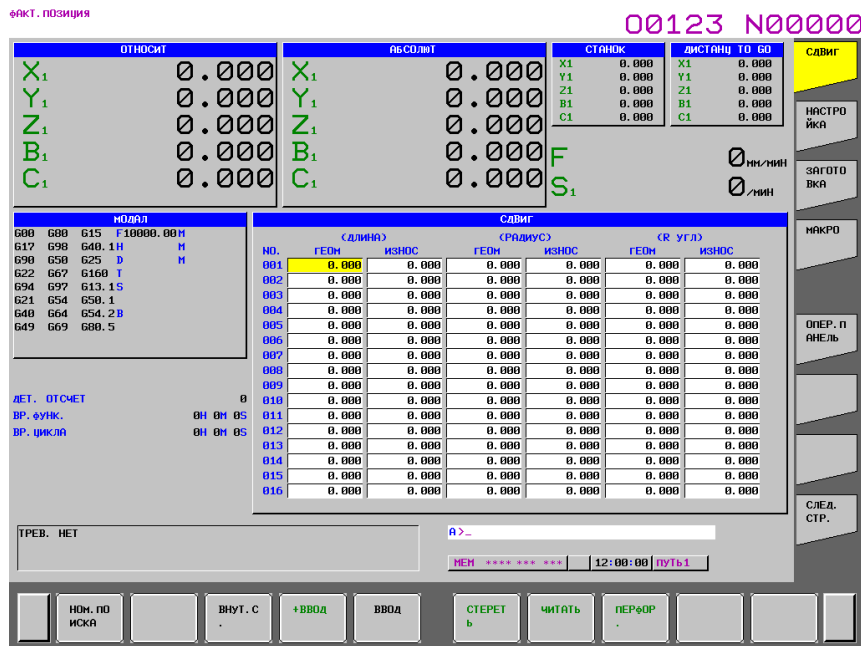 ФАКТ.ПОЗИЦИЯ
O0123 N00000
ОТНОСИТ
X1 0.000
Y1 0.000
Z1 0.000
B1 0.000
C1 0.000
АБСОЛЮТ
X1 0.000
Y1 0.000
Z1 0.000
B1 0.000
C1 0.000
СТАНОК
X1 0.000
Y1 0.000
Z1 0.000
B1 0.000
C1 0.000
ДИСТАНЦ TO GO
X1 0.000
Y1 0.000
Z1 0.000
B1 0.000
C1 0.000
F 0 ММ/МИН
S1 0 /МИН
МОДАЛ
G00 G80 G15 F10000.00 M
G17 G98 G40.1 H M
G90 G50 G25 D M
G22 G67 G160 T
G94 G97 G13.1 S
G21 G54 G50.1
G40 G64 G54.2 B
G49 G69 G80.5
ДЕТ. ОТСЧЕТ 0
ВР.ФУНК. 0H 0M 0S
ВР.ЦИКЛА 0H 0M 0S
СДВИГ
(ДЛИНА) (РАДИУС) (R УГЛ)
NO. ГЕОМ ИЗНОС ГЕОМ ИЗНОС ГЕОМ ИЗНОС
001 0.000 0.000 0.000 0.000 0.000 0.000
002 0.000 0.000 0.000 0.000 0.000 0.000
003 0.000 0.000 0.000 0.000 0.000 0.000
004 0.000 0.000 0.000 0.000 0.000 0.000
005 0.000 0.000 0.000 0.000 0.000 0.000
006 0.000 0.000 0.000 0.000 0.000 0.000
007 0.000 0.000 0.000 0.000 0.000 0.000
008 0.000 0.000 0.000 0.000 0.000 0.000
009 0.000 0.000 0.000 0.000 0.000 0.000
010 0.000 0.000 0.000 0.000 0.000 0.000
011 0.000 0.000 0.000 0.000 0.000 0.000
012 0.000 0.000 0.000 0.000 0.000 0.000
013 0.000 0.000 0.000 0.000 0.000 0.000
014 0.000 0.000 0.000 0.000 0.000 0.000
015 0.000 0.000 0.000 0.000 0.000 0.000
016 0.000 0.000 0.000 0.000 0.000 0.000
ТРЕВ. НЕТ
A>_
MEM **** *** *** 12:00:00 ПУТЬ1
СДВИГ
НАСТРО
ЙКА
ЗАГОТО
ВКА
МАКРО
ОПЕР.П
АНЕЛЬ
СЛЕД.
СТР.
НОМ.ПО
ИСКА
ВНУТ.С
.
+ВВОД
ВВОД
СТЕРЕТ
Ь
ЧИТАТЬ
ПЕРФОР
.